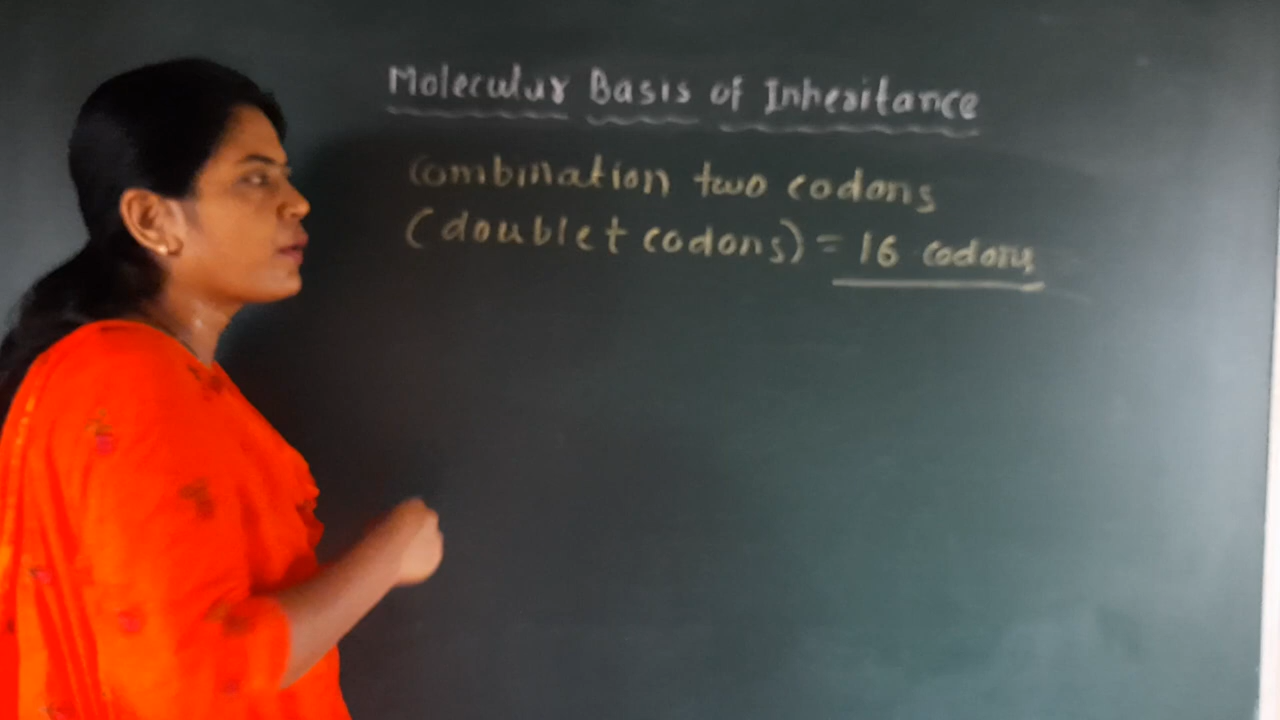 Molecular Basis of Inheritance
combination two codons
(doublet codons) = 16 codons